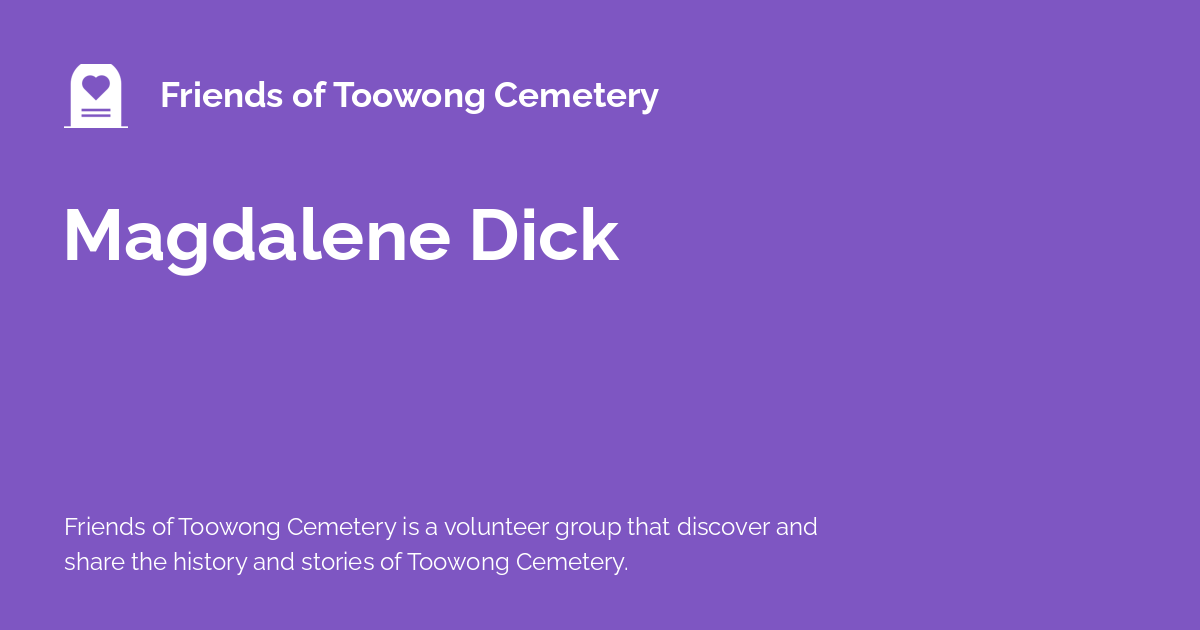 Friends of Toowong Cemetery
Magdalene Dick
Friends of Toowong Cemetery is a volunteer group that discover and
share the history and stories of Toowong Cemetery.